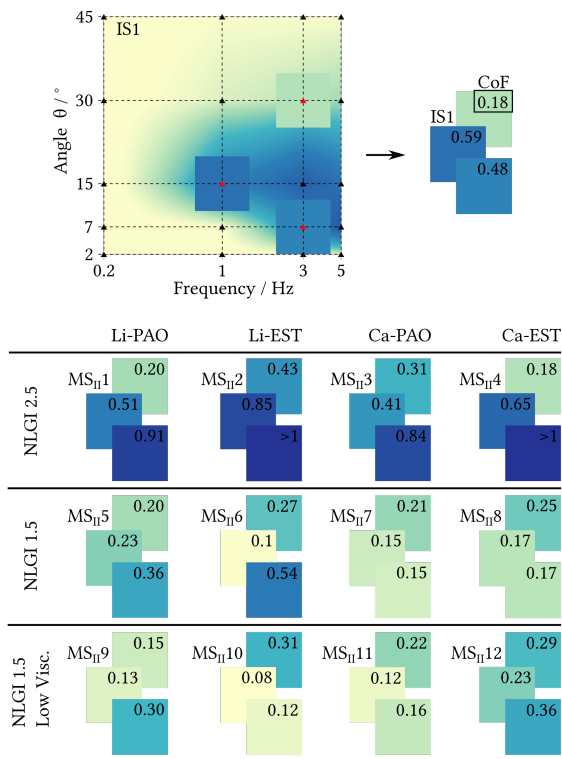 45
30
15
7
2
Angle θ / °
IS1
0.2
1
3
5
Frequency / Hz
CoF
0.18
IS1
0.59
0.48
Li-PAO Li-EST Ca-PAO Ca-EST
NLGI 2.5
MSII1 0.20 0.51 0.91
MSII2 0.43 0.85 >1
MSII3 0.31 0.41 0.84
MSII4 0.18 0.65 >1
NLGI 1.5
MSII5 0.20 0.23 0.36
MSII6 0.27 0.1 0.54
MSII7 0.21 0.15 0.15
MSII8 0.25 0.17 0.17
NLGI 1.5
Low Visc.
MSII9 0.15 0.13 0.30
MSII10 0.31 0.08 0.12
MSII11 0.22 0.12 0.16
MSII12 0.29 0.23 0.36